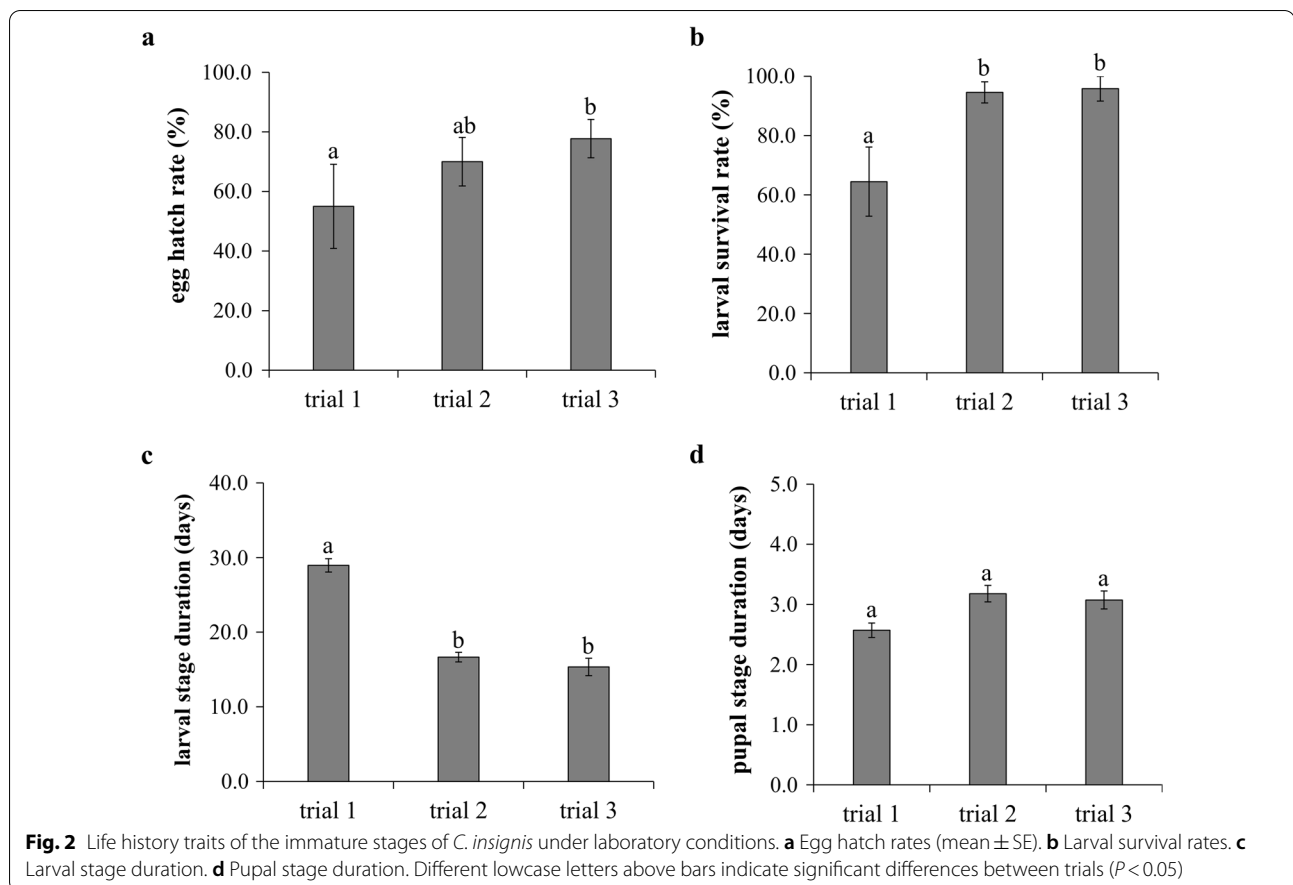 a
egg hatch rate (%)
100.0
80.0
60.0
40.0
20.0
0.0
a
ab
b
trial 1 trial 2 trial 3
b
larval survival rate (%)
100.0
80.0
60.0
40.0
20.0
0.0
a
b
b
trial 1 trial 2 trial 3
c
larval stage duration (days)
40.0
30.0
20.0
10.0
0.0
a
b
b
trial 1 trial 2 trial 3
d
pupal stage duration (days)
5.0
4.0
3.0
2.0
1.0
0.0
a
a
a
trial 1 trial 2 trial 3
Fig. 2 Life history traits of the immature stages of C. insignis under laboratory conditions. a Egg hatch rates (mean ± SE). b Larval survival rates. c
Larval stage duration. d Pupal stage duration. Different lowercase letters above bars indicate significant differences between trials (P < 0.05)